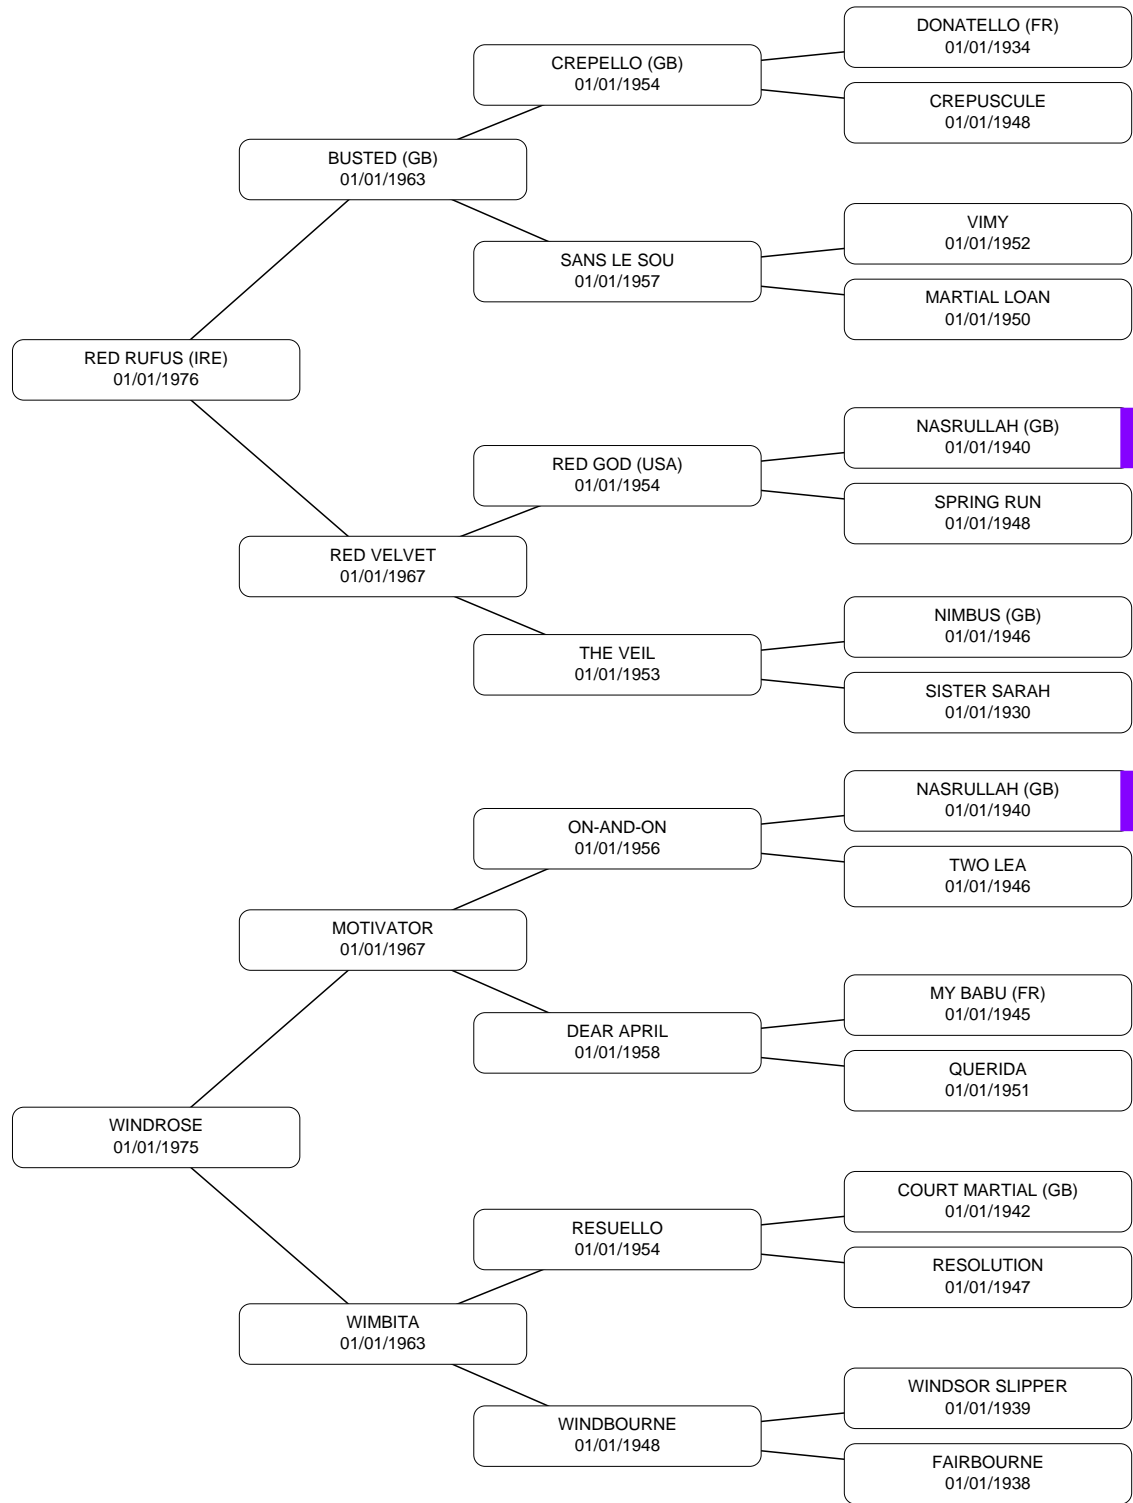 DONATELLO (FR)
01/01/1934
CREPELLO (GB)
01/01/1954
CREPUSCULE
01/01/1948
BUSTED (GB)
01/01/1963
VIMY
01/01/1952
SANS LE SOU
01/01/1957
MARTIAL LOAN
01/01/1950
RED RUFUS (IRE)
01/01/1976
NASRULLAH (GB)
01/01/1940
RED GOD (USA)
01/01/1954
SPRING RUN
01/01/1948
RED VELVET
01/01/1967
NIMBUS (GB)
01/01/1946
THE VEIL
01/01/1953
SISTER SARAH
01/01/1930
NASRULLAH (GB)
01/01/1940
ON-AND-ON
01/01/1956
TWO LEA
01/01/1946
MOTIVATOR
01/01/1967
MY BABU (FR)
01/01/1945
DEAR APRIL
01/01/1958
QUERIDA
01/01/1951
WINDROSE
01/01/1975
COURT MARTIAL (GB)
01/01/1942
RESUELLO
01/01/1954
RESOLUTION
01/01/1947
WIMBITA
01/01/1963
WINDSOR SLIPPER
01/01/1939
WINDBOURNE
01/01/1948
FAIRBOURNE
01/01/1938